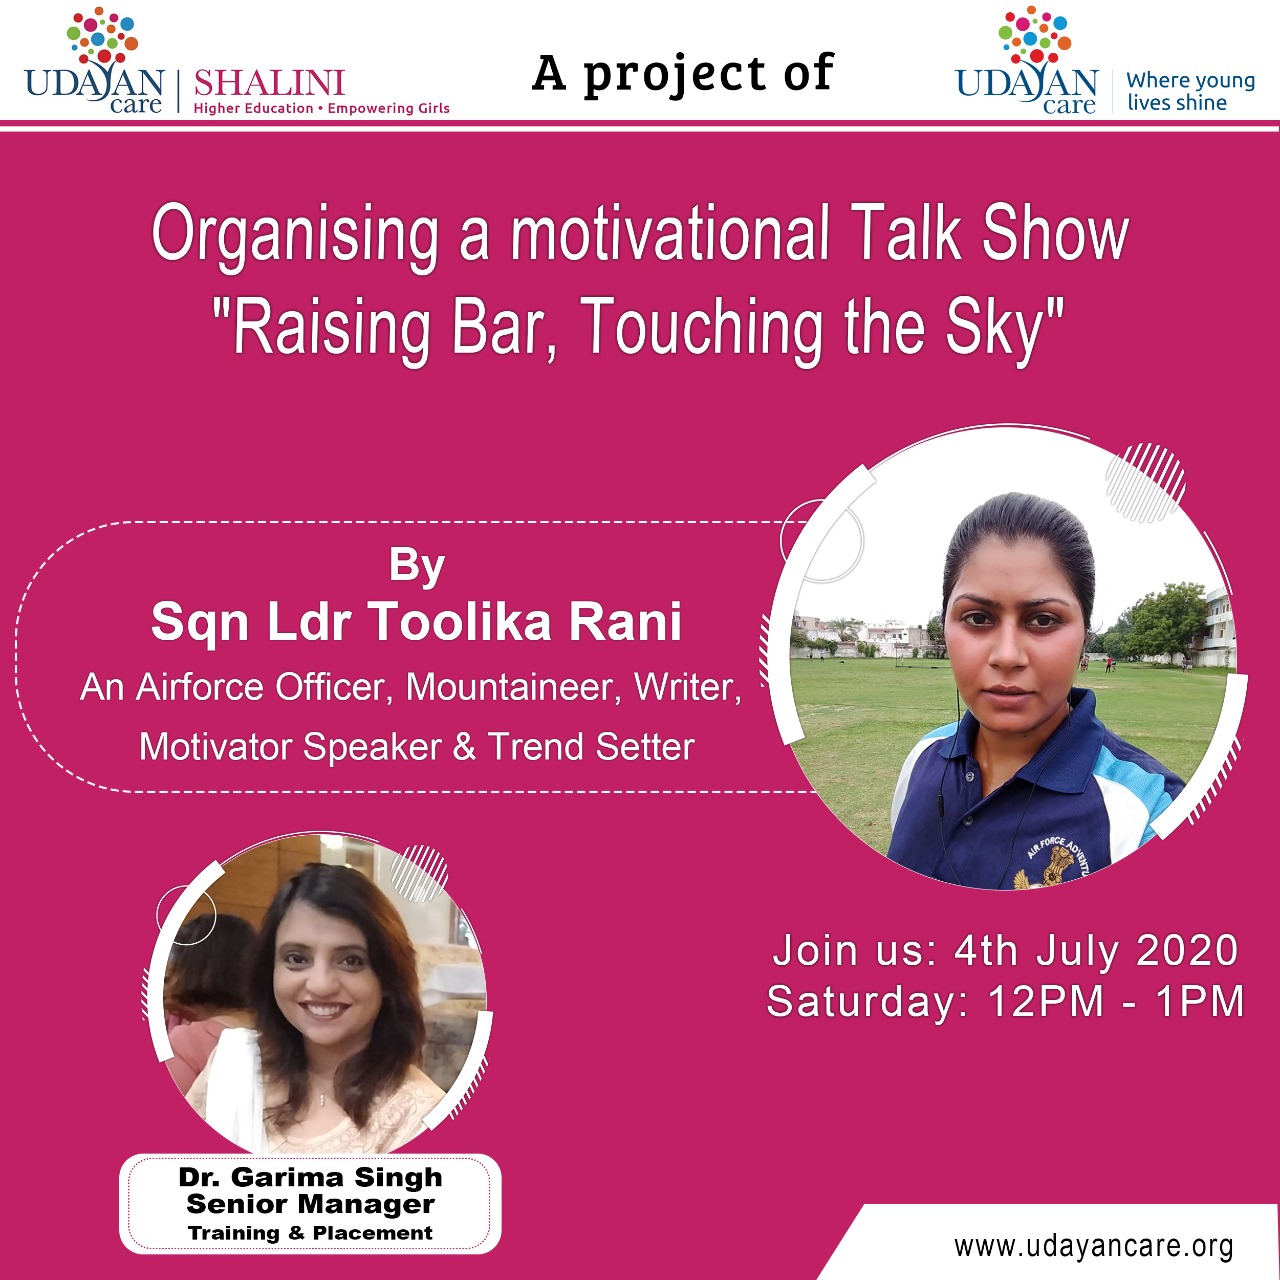 UDAYAN care
SHALINI
Higher Education • Empowering Girls
A project of
UDAYAN care
Where young
lives shine
Organising a motivational Talk Show
"Raising Bar, Touching the Sky"
By
Sqn Ldr Toolika Rani
An Airforce Officer, Mountaineer, Writer,
Motivator Speaker & Trend Setter
AIR FORCE
Join us: 4th July 2020
Saturday: 12PM - 1PM
Dr. Garima Singh
Senior Manager
Training & Placement
www.udayancare.org